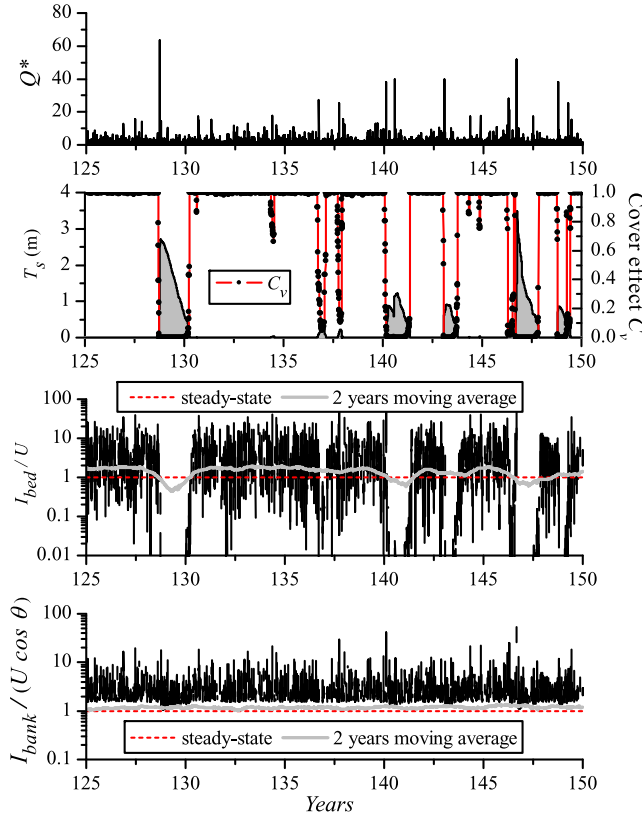 80
60
40
20
0
Q*
125 130 135 140 145 150
4
3
2
1
0
T_s (m)
1.0
0.8
0.6
0.4
0.2
0.0
Cover effect C_v
C_v
125 130 135 140 145 150
100
10
1
0.1
0.01
I_bed / U
steady-state 2 years moving average
125 130 135 140 145 150
100
10
1
0.1
I_bank / (U cos θ)
steady-state 2 years moving average
125 130 135 140 145 150
Years